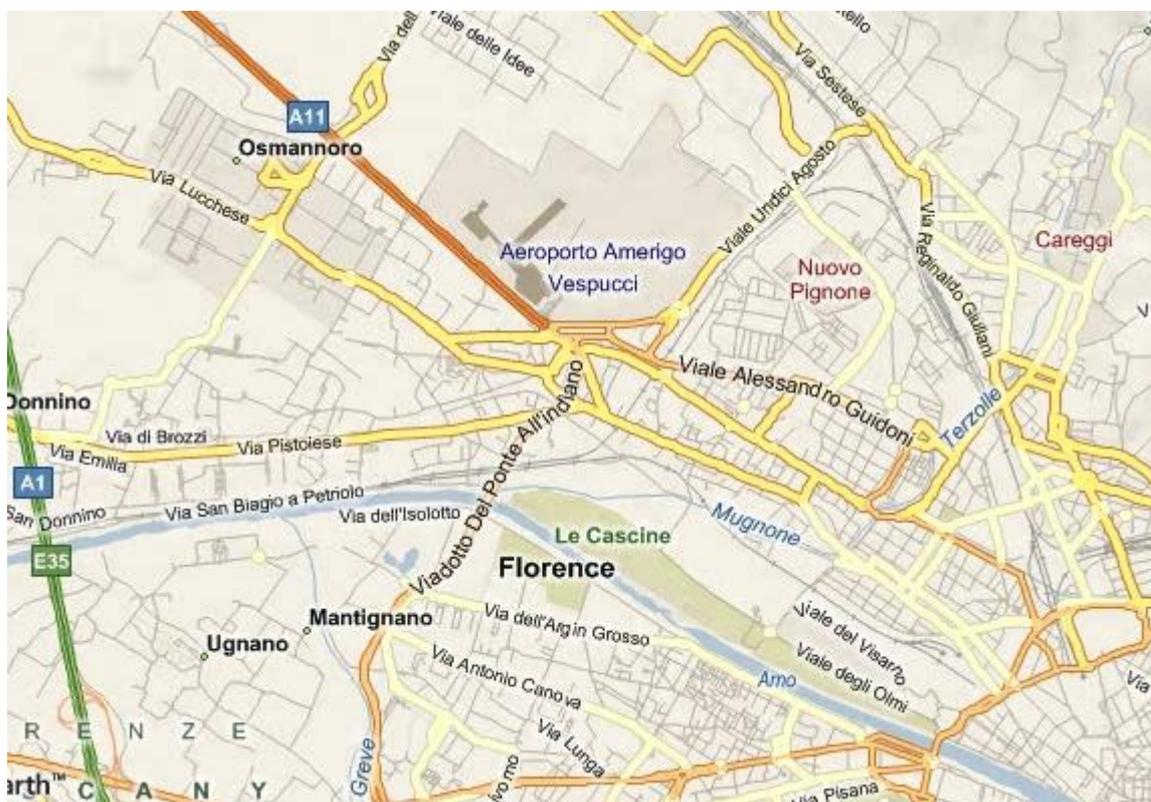 Via dell
Viale delle Idee
tello
Via Sestese
A11
Osmannoro
Via Lucchese
Viale Undici Agosto
Aeroporto Amerigo
Vespucci
Nuovo
Pignone
Careggi
Via Reginaldo Giuliani
Viale Alessandro Guidoni
Terzolle
Donnino
Via di Brozzi
Via Emilia
Via Pistoiese
A1
San Donnino
Via San Biagio a Petriolo
Via dell'Isolotto
Viadotto Del Ponte All'indiano
Mugnone
Le Cascine
Florence
E35
Mantignano
Ugnano
Via dell'Argin Grosso
Viale del Visarno
Viale degli Olmi
Via Antonio Canova
Arno
Via
Via Lunga
Greve
R E N Z E
arth™
C A N Y
ivorno
Via Pisana